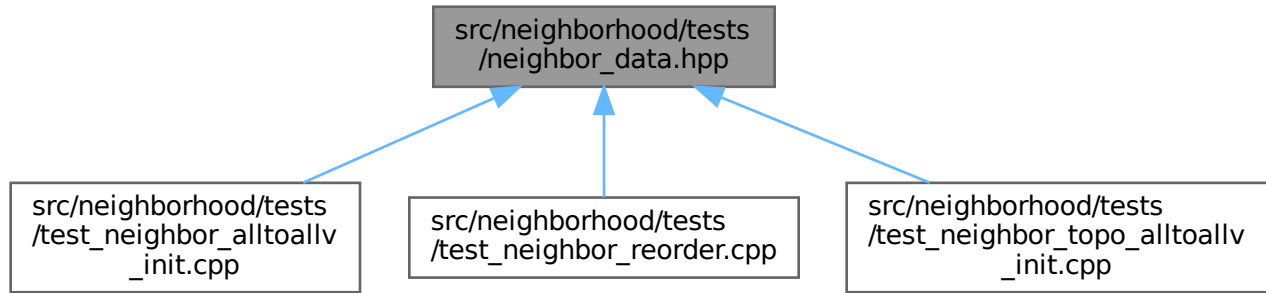 src/neighborhood/tests
/neighbor_data.hpp
src/neighborhood/tests
/test_neighbor_alltoallv
_init.cpp
src/neighborhood/tests
/test_neighbor_reorder.cpp
src/neighborhood/tests
/test_neighbor_topo_alltoallv
_init.cpp